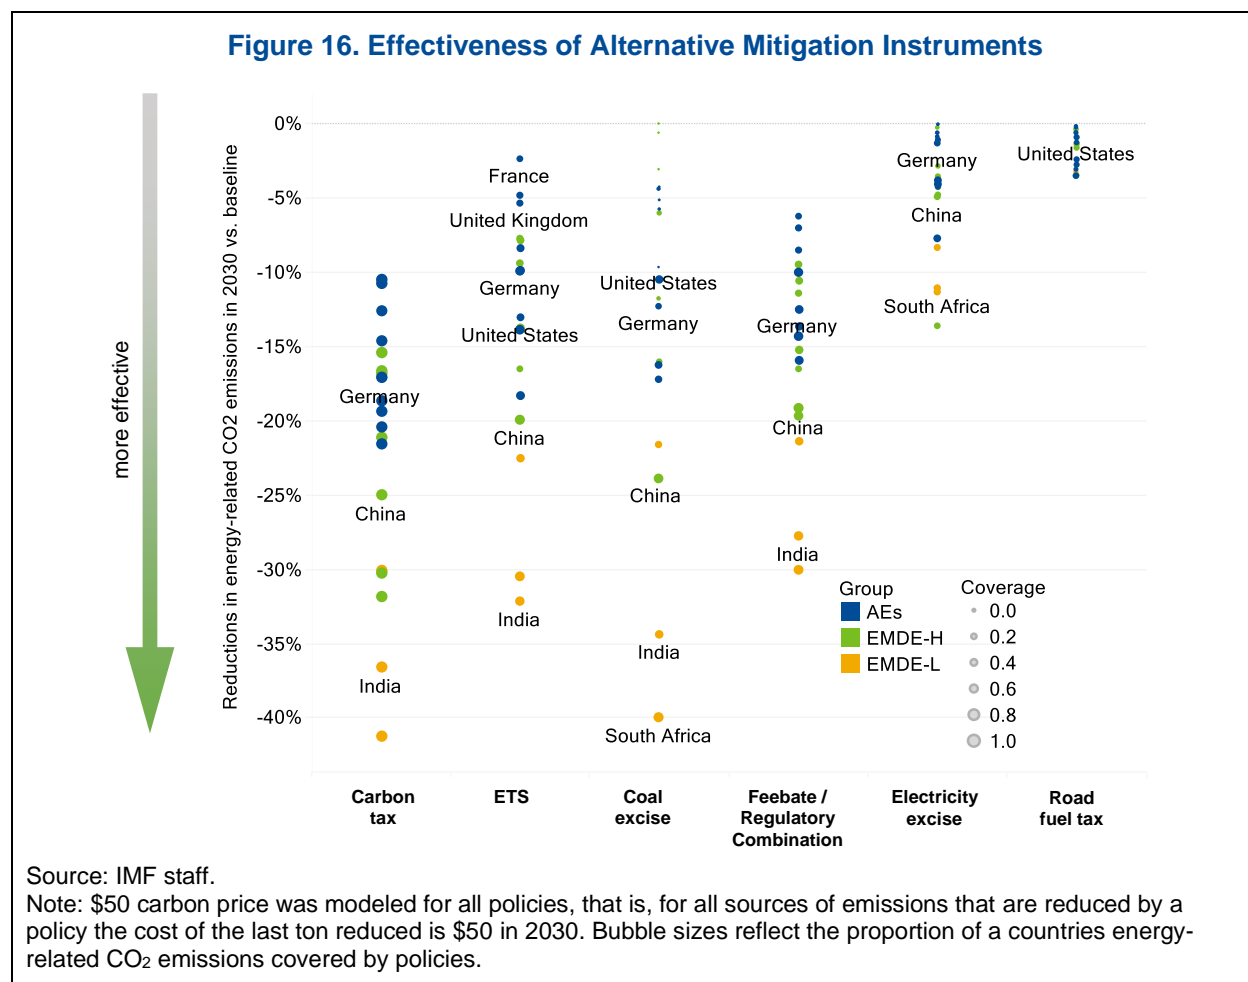 Figure 16. Effectiveness of Alternative Mitigation Instruments
more effective
Reductions in energy-related CO2 emissions in 2030 vs. baseline
0%
-5%
-10%
-15%
-20%
-25%
-30%
-35%
-40%
Germany
China
India
France
United Kingdom
Germany
United States
China
India
United States
Germany
China
India
South Africa
Germany
China
India
Germany
China
South Africa
United States
Group
AEs
EMDE-H
EMDE-L
Coverage
0.0
0.2
0.4
0.6
0.8
1.0
Carbon
tax
ETS
Coal
excise
Feebate /
Regulatory
Combination
Electricity
excise
Road
fuel tax
Source: IMF staff.
Note: $50 carbon price was modeled for all policies, that is, for all sources of emissions that are reduced by a
policy the cost of the last ton reduced is $50 in 2030. Bubble sizes reflect the proportion of a countries energy-
related CO2 emissions covered by policies.